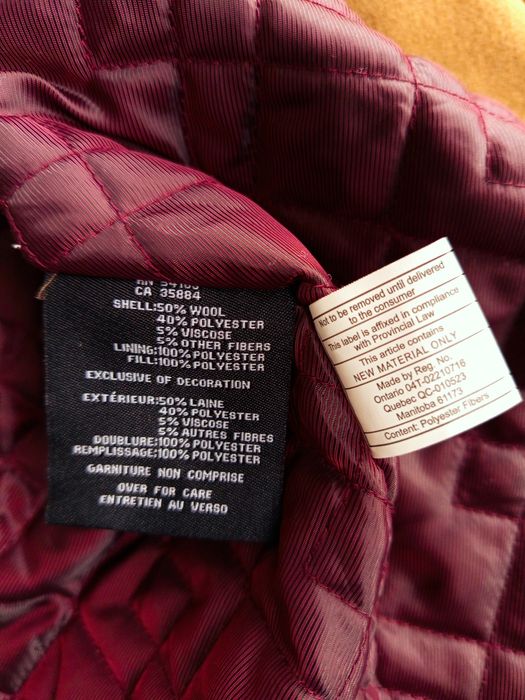 CA 35884
SHELL:50% WOOL
40% POLYESTER
5% VISCOSE
5% OTHER FIBERS
LINING:100% POLYESTER
FILL:100% POLYESTER
EXCLUSIVE OF DECORATION
EXTÉRIEUR:50% LAINE
40% POLYESTER
5% VISCOSE
5% AUTRES FIBRES
DOUBLURE:100% POLYESTER
REMPLISSAGE:100% POLYESTER
GARNITURE NON COMPRISE
OVER FOR CARE
ENTRETIEN AU VERSO
Not to be removed until delivered
to the consumer
This label is affixed in compliance
with Provincial Law
This article contains
NEW MATERIAL ONLY
Made by Reg. No.
Ontario 04T-02210718
Quebec QC-010523
Manitoba 61173
Content: Polyester Fibers